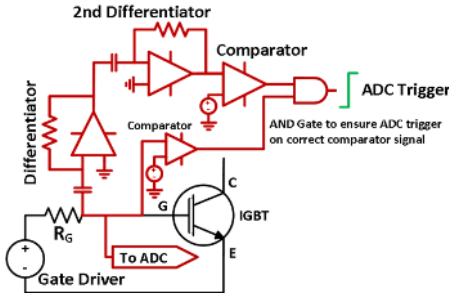 2nd Differentiator
Comparator
ADC Trigger
Differentiator
Comparator
AND Gate to ensure ADC trigger
on correct comparator signal
C
G
IGBT
RG
E
To ADC
+
-
Gate Driver